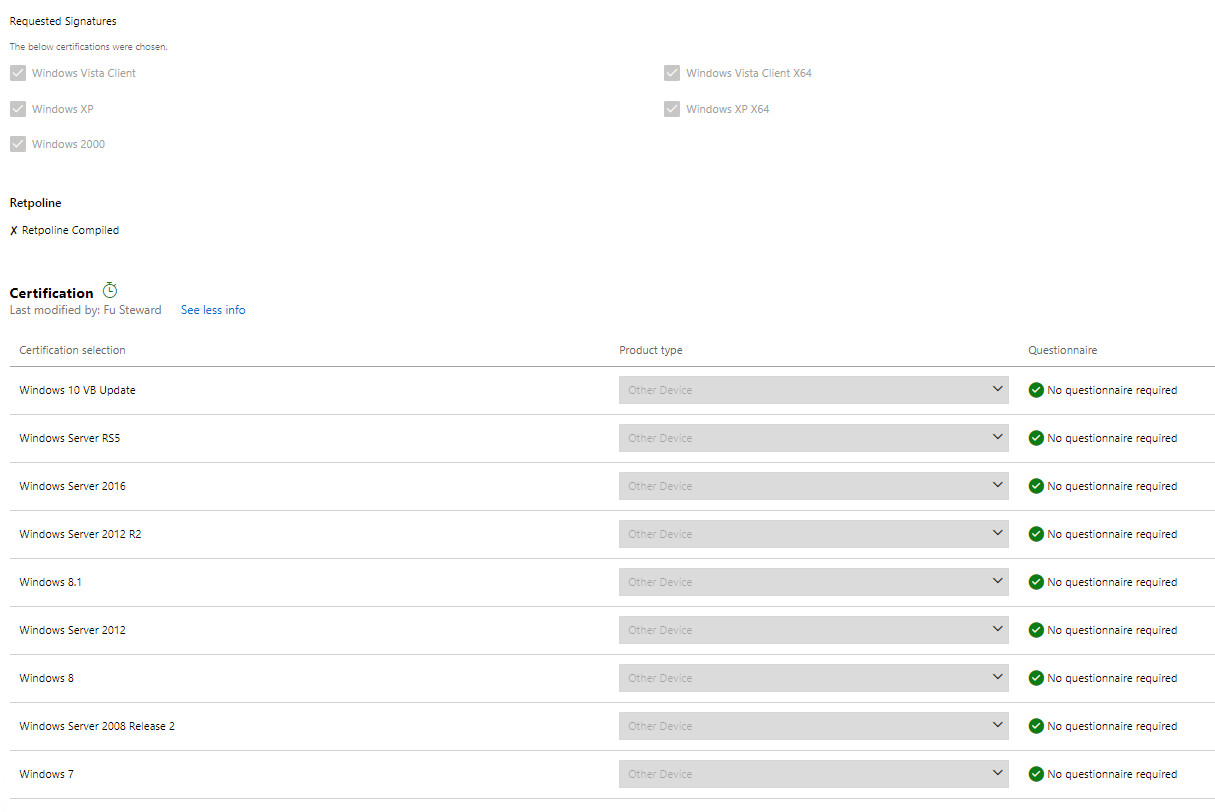 Requested Signatures
The below certifications were chosen.
Windows Vista Client Windows Vista Client X64
Windows XP Windows XP X64
Windows 2000
Retpoline
✗ Retpoline Compiled
Certification
Last modified by: Fu Steward See less info
Certification selection Product type Questionnaire
Windows 10 VB Update Other Device No questionnaire required
Windows Server RS5 Other Device No questionnaire required
Windows Server 2016 Other Device No questionnaire required
Windows Server 2012 R2 Other Device No questionnaire required
Windows 8.1 Other Device No questionnaire required
Windows Server 2012 Other Device No questionnaire required
Windows 8 Other Device No questionnaire required
Windows Server 2008 Release 2 Other Device No questionnaire required
Windows 7 Other Device No questionnaire required